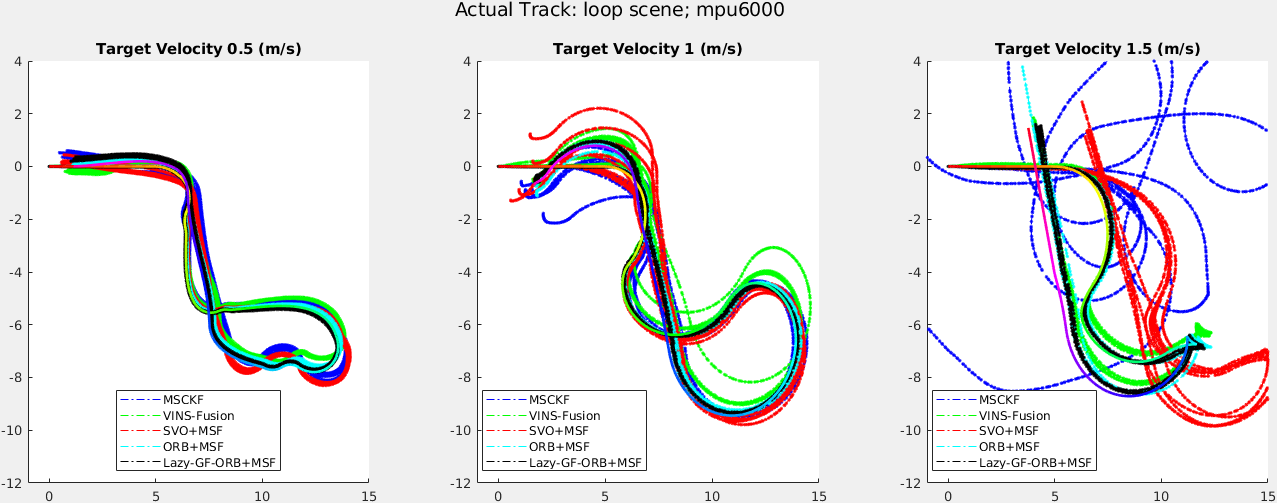 Actual Track: loop scene; mpu6000
Target Velocity 0.5 (m/s)
4
2
0
-2
-4
-6
-8
-10
-12
0
5
10
15
MSCKF
VINS-Fusion
SVO+MSF
ORB+MSF
Lazy-GF-ORB+MSF
Target Velocity 1 (m/s)
4
2
0
-2
-4
-6
-8
-10
-12
0
5
10
15
MSCKF
VINS-Fusion
SVO+MSF
ORB+MSF
Lazy-GF-ORB+MSF
Target Velocity 1.5 (m/s)
4
2
0
-2
-4
-6
-8
-10
-12
0
5
10
15
MSCKF
VINS-Fusion
SVO+MSF
ORB+MSF
Lazy-GF-ORB+MSF